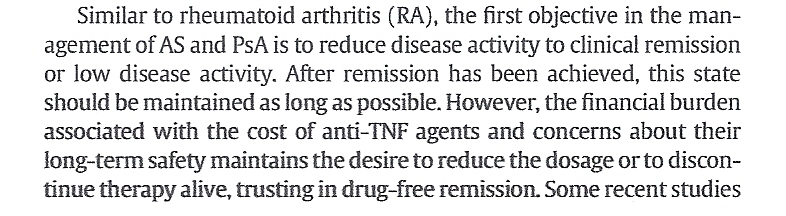 Similar to rheumatoid arthritis (RA), the first objective in the man-
agement of AS and PsA is to reduce disease activity to clinical remission
or low disease activity. After remission has been achieved, this state
should be maintained as long as possible. However, the financial burden
associated with the cost of anti-TNF agents and concerns about their
long-term safety maintains the desire to reduce the dosage or to discon-
tinue therapy alive, trusting in drug-free remission. Some recent studies